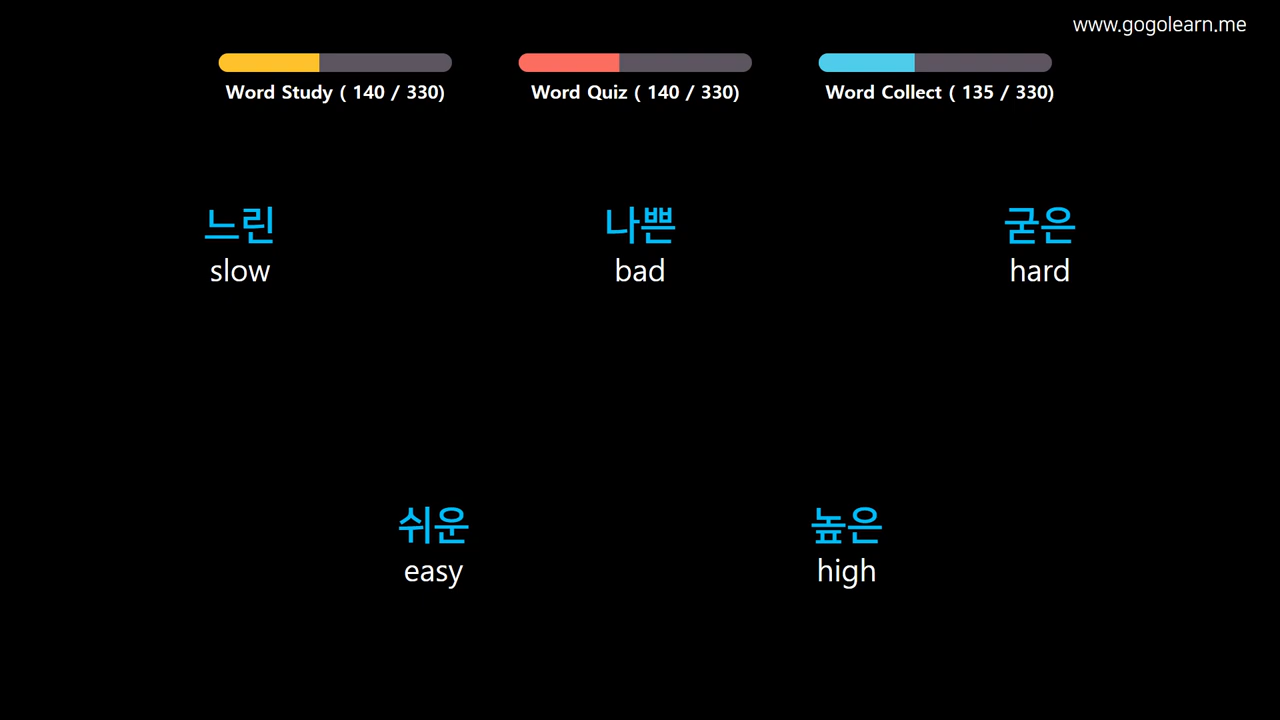 www.gogolearn.me
Word Study ( 140 / 330)
Word Quiz ( 140 / 330)
Word Collect ( 135 / 330)
느린
slow
나쁜
bad
굳은
hard
쉬운
easy
높은
high